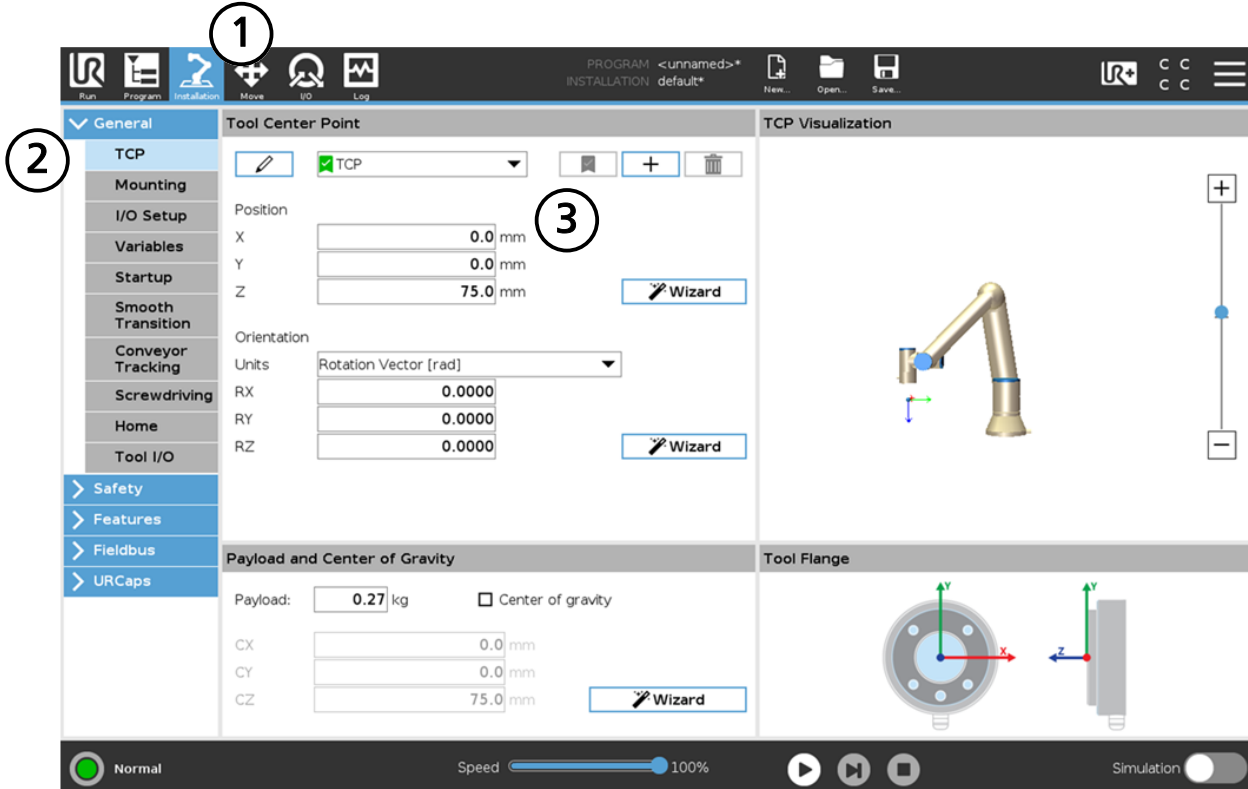 1
PROGRAM <unnamed>*
INSTALLATION default*
UR
Run
Program
Installation
Move
I/O
Log
New...
Open...
Save...
UR+
C C
C C
2
General
TCP
Mounting
I/O Setup
Variables
Startup
Smooth
Transition
Conveyor
Tracking
Screwdriving
Home
Tool I/O
Safety
Features
Fieldbus
URCaps
Tool Center Point
TCP
+
3
Position
X 0.0 mm
Y 0.0 mm
Z 75.0 mm
Wizard
Orientation
Units Rotation Vector [rad]
RX 0.0000
RY 0.0000
RZ 0.0000
Wizard
Payload and Center of Gravity
Payload: 0.27 kg
Center of gravity
CX 0.0 mm
CY 0.0 mm
CZ 75.0 mm
Wizard
TCP Visualization
+
−
Tool Flange
Y
X
Y
Z
Normal
Speed 100%
Simulation